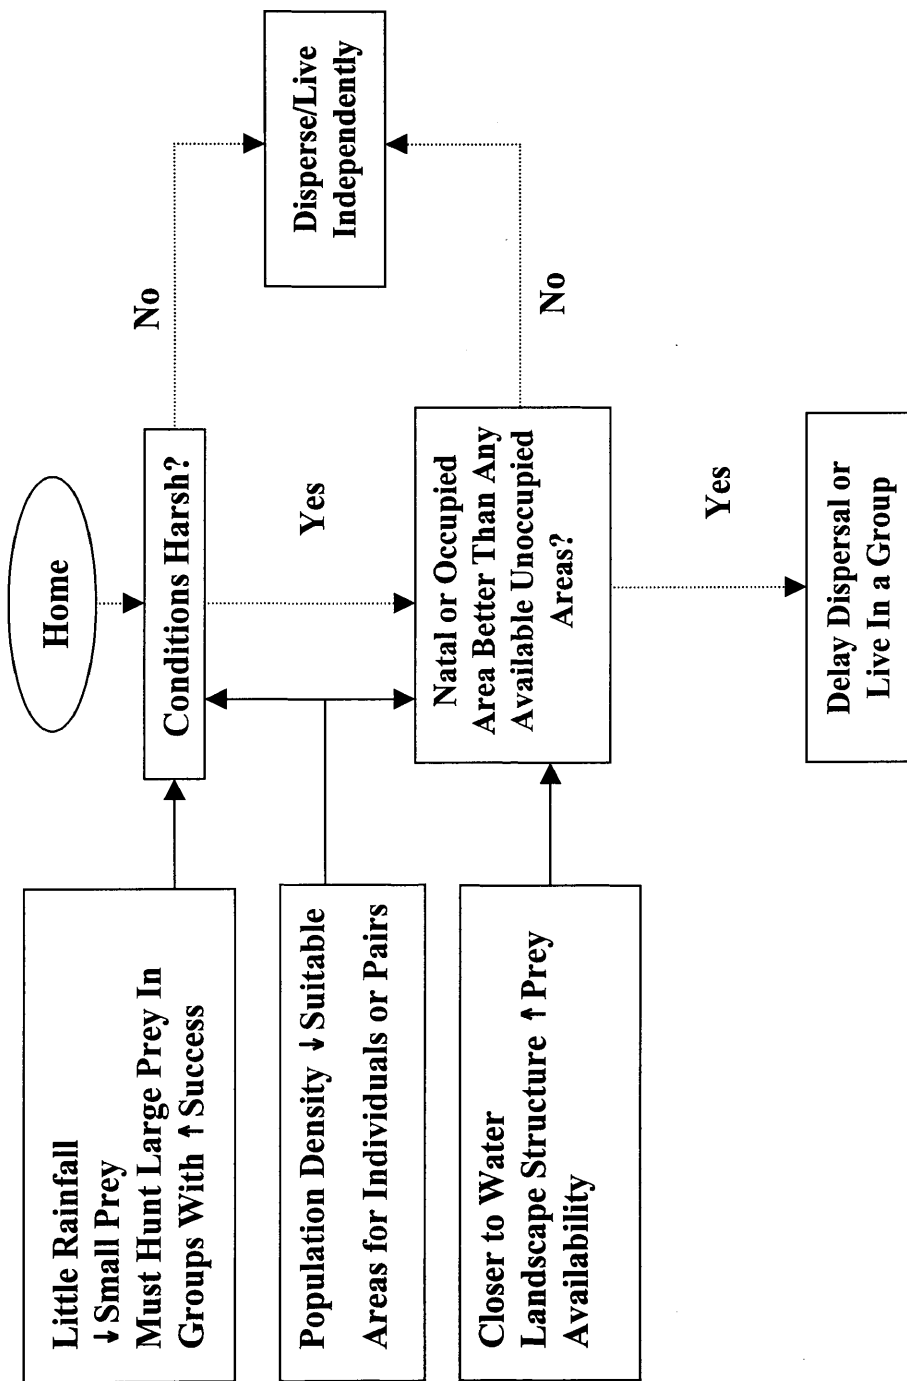 Home
Conditions Harsh?
No
Yes
Disperse/Live
Independently
Little Rainfall
↓Small Prey
Must Hunt Large Prey In
Groups With ↑Success
Population Density ↓Suitable
Areas for Individuals or Pairs
Closer to Water
Landscape Structure ↑Prey
Availability
Natal or Occupied
Area Better Than Any
Available Unoccupied
Areas?
No
Yes
Delay Dispersal or
Live In a Group